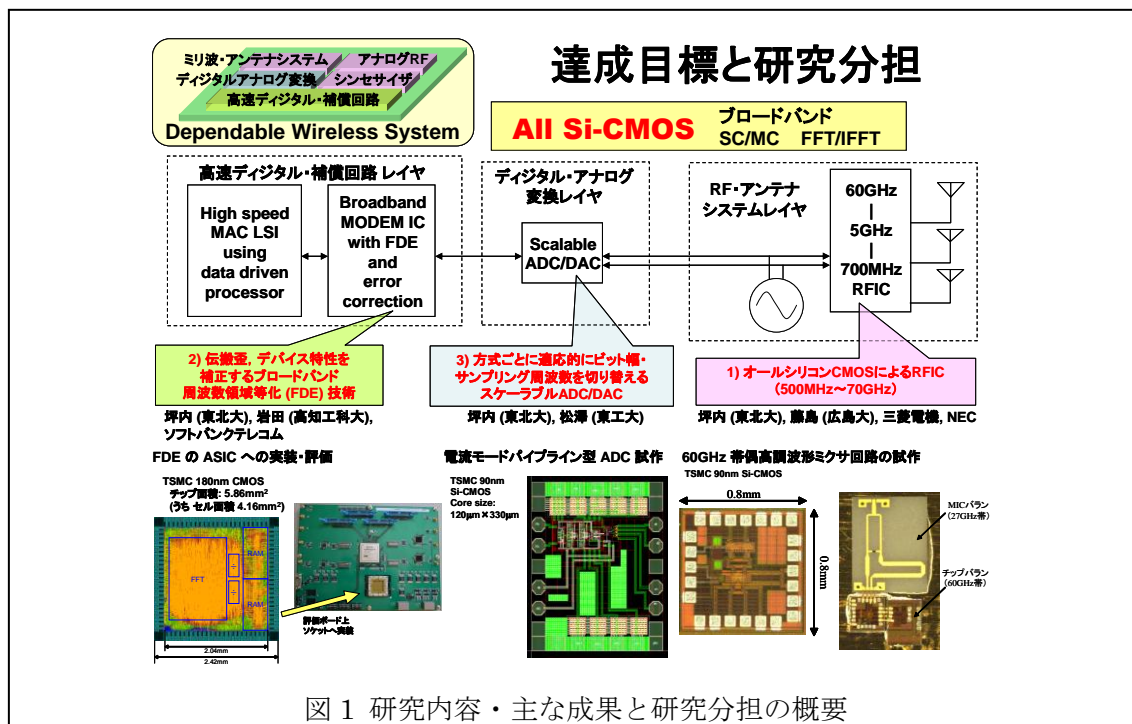 達成目標と研究分担
ミリ波・アンテナシステム
アナログRF
ディジタルアナログ変換
シンセサイザ
高速ディジタル・補償回路
Dependable Wireless System
All Si-CMOS
ブロードバンド
SC/MC FFT/IFFT
高速ディジタル・補償回路 レイヤ
High speed
MAC LSI
using
data driven
processor
Broadband
MODEM IC
with FDE
and
error
correction
ディジタル・アナログ
変換レイヤ
Scalable
ADC/DAC
RF・アンテナ
システムレイヤ
60GHz
|
5GHz
|
700MHz
RFIC
2) 伝搬歪, デバイス特性を
補正するブロードバンド
周波数領域等化 (FDE) 技術
3) 方式ごとに適応的にビット幅・
サンプリング周波数を切り替える
スケーラブルADC/DAC
1) オールシリコンCMOSによるRFIC
(500MHz～70GHz)
坪内 (東北大), 岩田 (高知工科大),
ソフトバンクテレコム
坪内 (東北大), 松澤 (東工大)
坪内 (東北大), 藤島 (広島大), 三菱電機, NEC
FDE の ASIC への実装・評価
TSMC 180nm CMOS
チップ面積: 5.86mm²
(うち セル面積 4.16mm²)
FFT
RAM
÷
÷
RAM
2.04mm
2.42mm
評価ボード上
ソケットへ実装
電流モードパイプライン型 ADC 試作
TSMC 90nm
Si-CMOS
Core size:
120μm×330μm
60GHz 帯偶高調波形ミクサ回路の試作
TSMC 90nm Si-CMOS
0.8mm
0.8mm
MICバラン
(27GHz帯)
チップバラン
(60GHz帯)
図 1 研究内容・主な成果と研究分担の概要